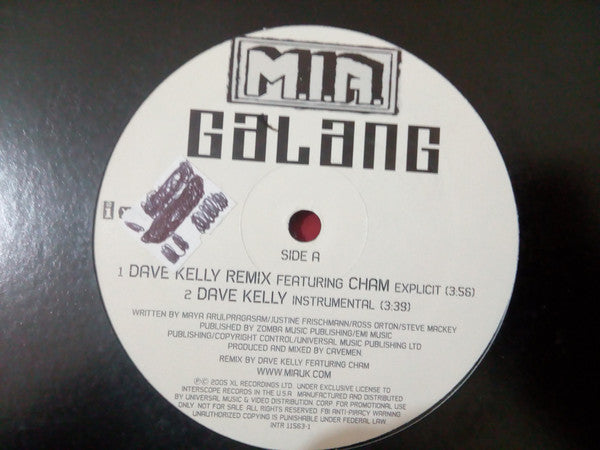 M.I.A.
GALANG
SIDE A
1 DAVE KELLY REMIX FEATURING CHAM EXPLICIT (3:56)
2 DAVE KELLY INSTRUMENTAL (3:39)
WRITTEN BY MAYA ARULPRAGASAM/JUSTINE FRISCHMANN/ROSS ORTON/STEVE MACKEY
PUBLISHED BY ZOMBA MUSIC PUBLISHING/EMI MUSIC
PUBLISHING/COPYRIGHT CONTROL/UNIVERSAL MUSIC PUBLISHING LTD
PRODUCED AND MIXED BY CAVEMEN.
REMIX BY DAVE KELLY FEATURING CHAM
WWW.MIAUK.COM
℗© 2005 XL RECORDINGS LTD. UNDER EXCLUSIVE LICENSE TO
INTERSCOPE RECORDS IN THE U.S.A. MANUFACTURED AND DISTRIBUTED
BY UNIVERSAL MUSIC & VIDEO DISTRIBUTION, CORP. FOR PROMOTIONAL USE
ONLY. NOT FOR SALE. ALL RIGHTS RESERVED. FBI ANTI-PIRACY WARNING:
UNAUTHORIZED COPYING IS PUNISHABLE UNDER FEDERAL LAW.
INTR 11563-1